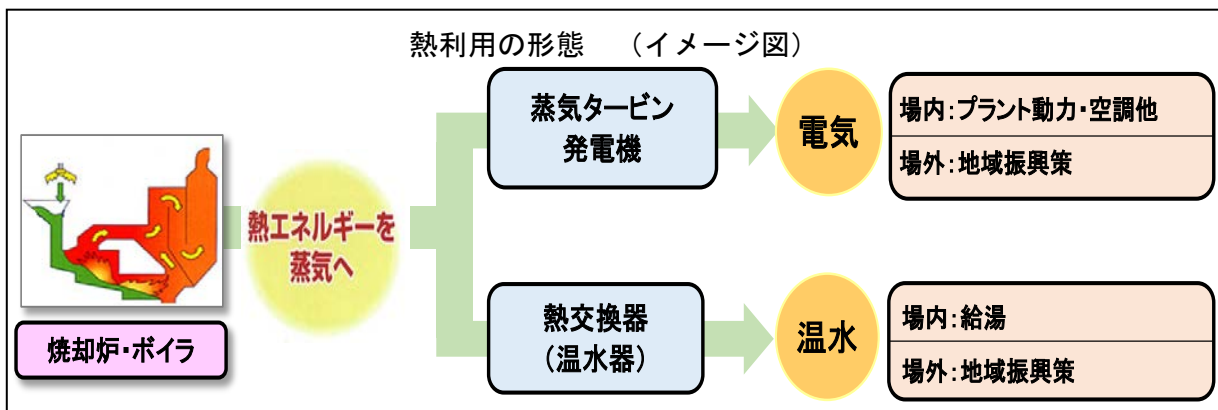 熱利用の形態　（イメージ図）
焼却炉・ボイラ
熱エネルギーを
蒸気へ
蒸気タービン
発電機
電気
場内：プラント動力・空調他
場外：地域振興策
熱交換器
（温水器）
温水
場内：給湯
場外：地域振興策